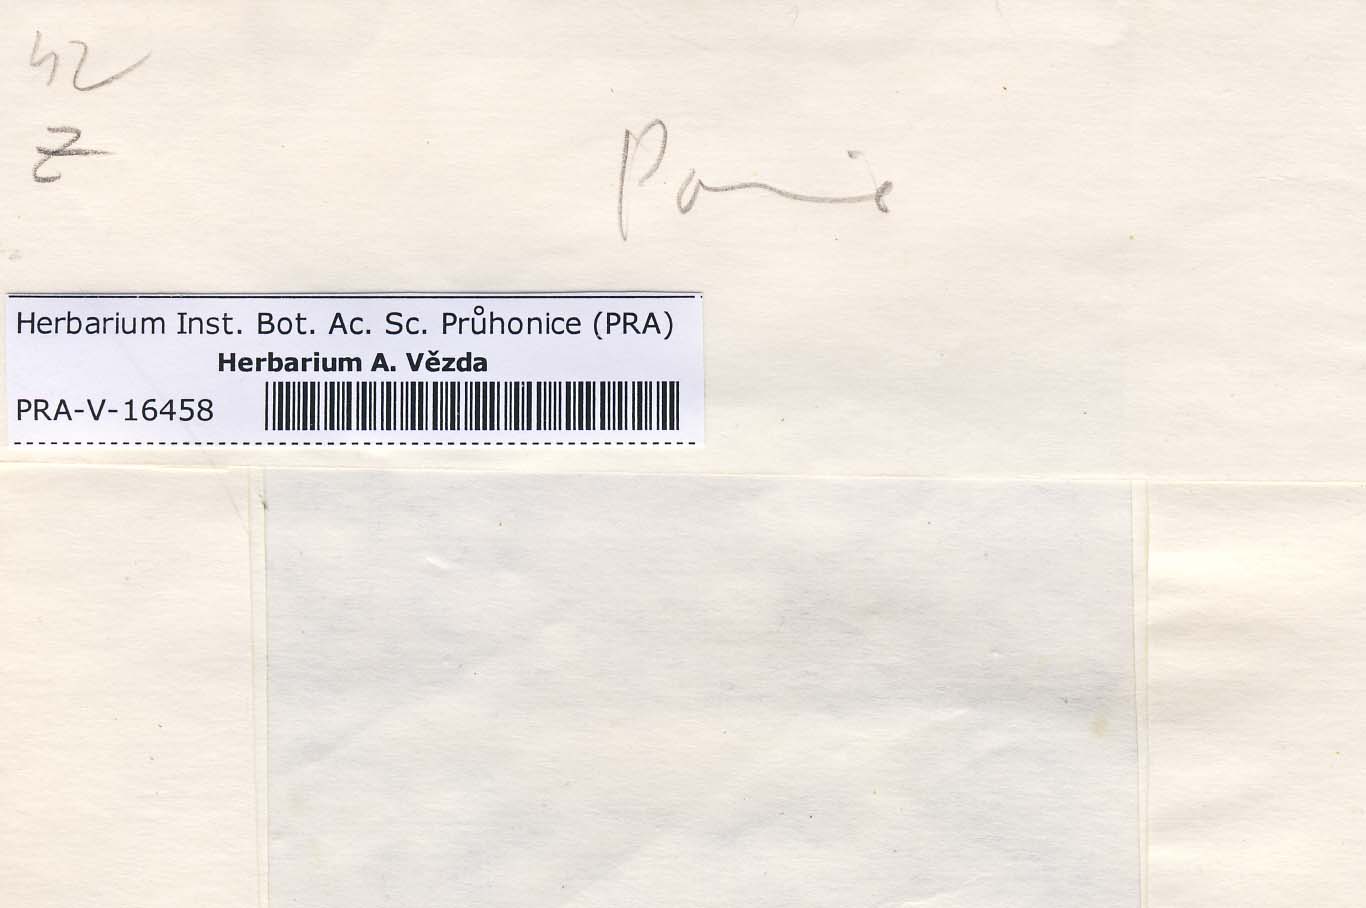 42
Z
Herbarium Inst. Bot. Ac. Sc. Průhonice (PRA)
Herbarium A. Vězda
PRA-V-16458